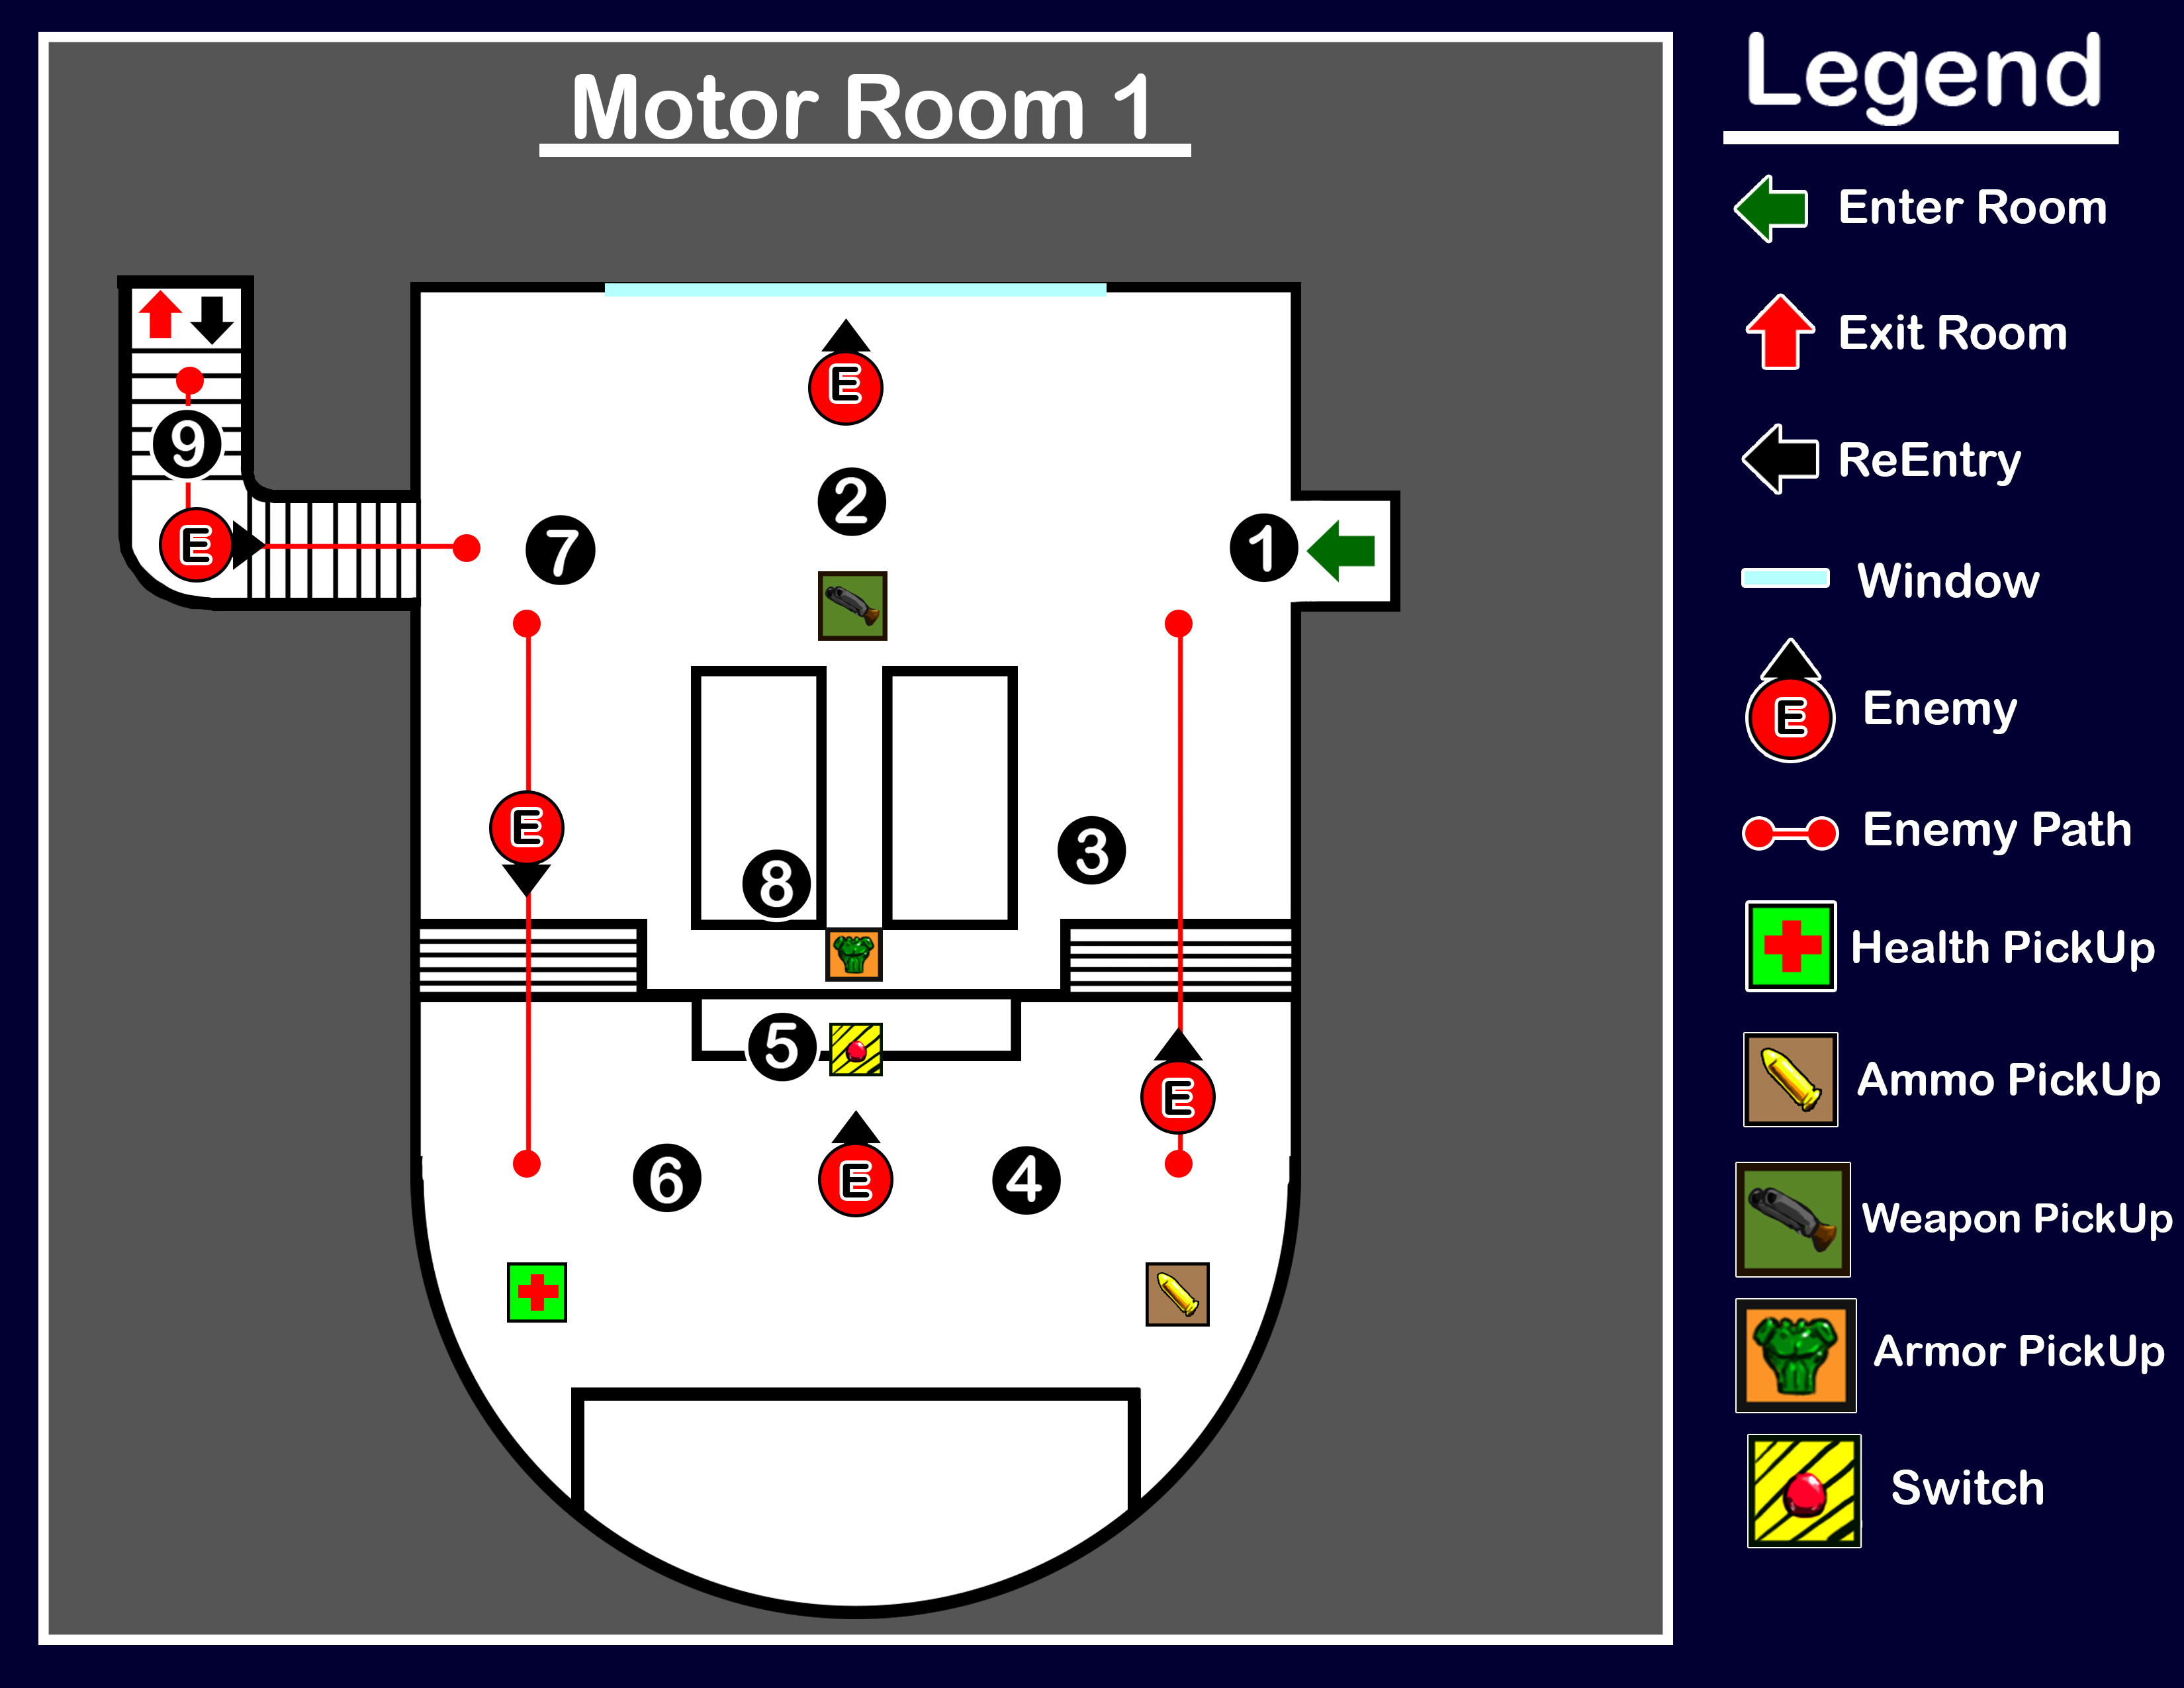 Motor Room 1
E
9
2
E
7
1
E
8
3
5
E
6
E
4
Legend
Enter Room
Exit Room
ReEntry
Window
E
Enemy
Enemy Path
Health PickUp
Ammo PickUp
Weapon PickUp
Armor PickUp
Switch